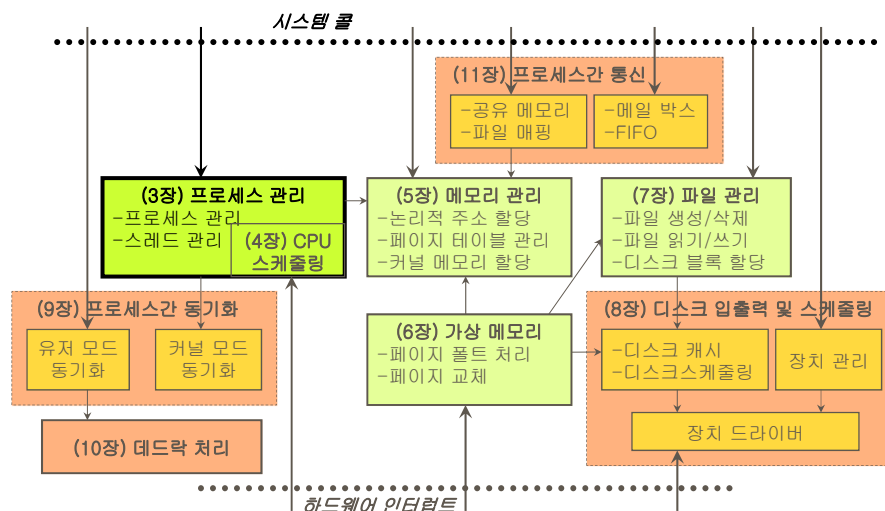 시스템 콜
(11장) 프로세스간 통신
-공유 메모리
-파일 매핑
-메일 박스
-FIFO
(3장) 프로세스 관리
-프로세스 관리
-스레드 관리
(4장) CPU
스케줄링
(5장) 메모리 관리
-논리적 주소 할당
-페이지 테이블 관리
-커널 메모리 할당
(7장) 파일 관리
-파일 생성/삭제
-파일 읽기/쓰기
-디스크 블록 할당
(9장) 프로세스간 동기화
유저 모드
동기화
커널 모드
동기화
(6장) 가상 메모리
-페이지 폴트 처리
-페이지 교체
(8장) 디스크 입출력 및 스케줄링
-디스크 캐시
-디스크스케줄링
장치 관리
장치 드라이버
(10장) 데드락 처리
하드웨어 인터럽트